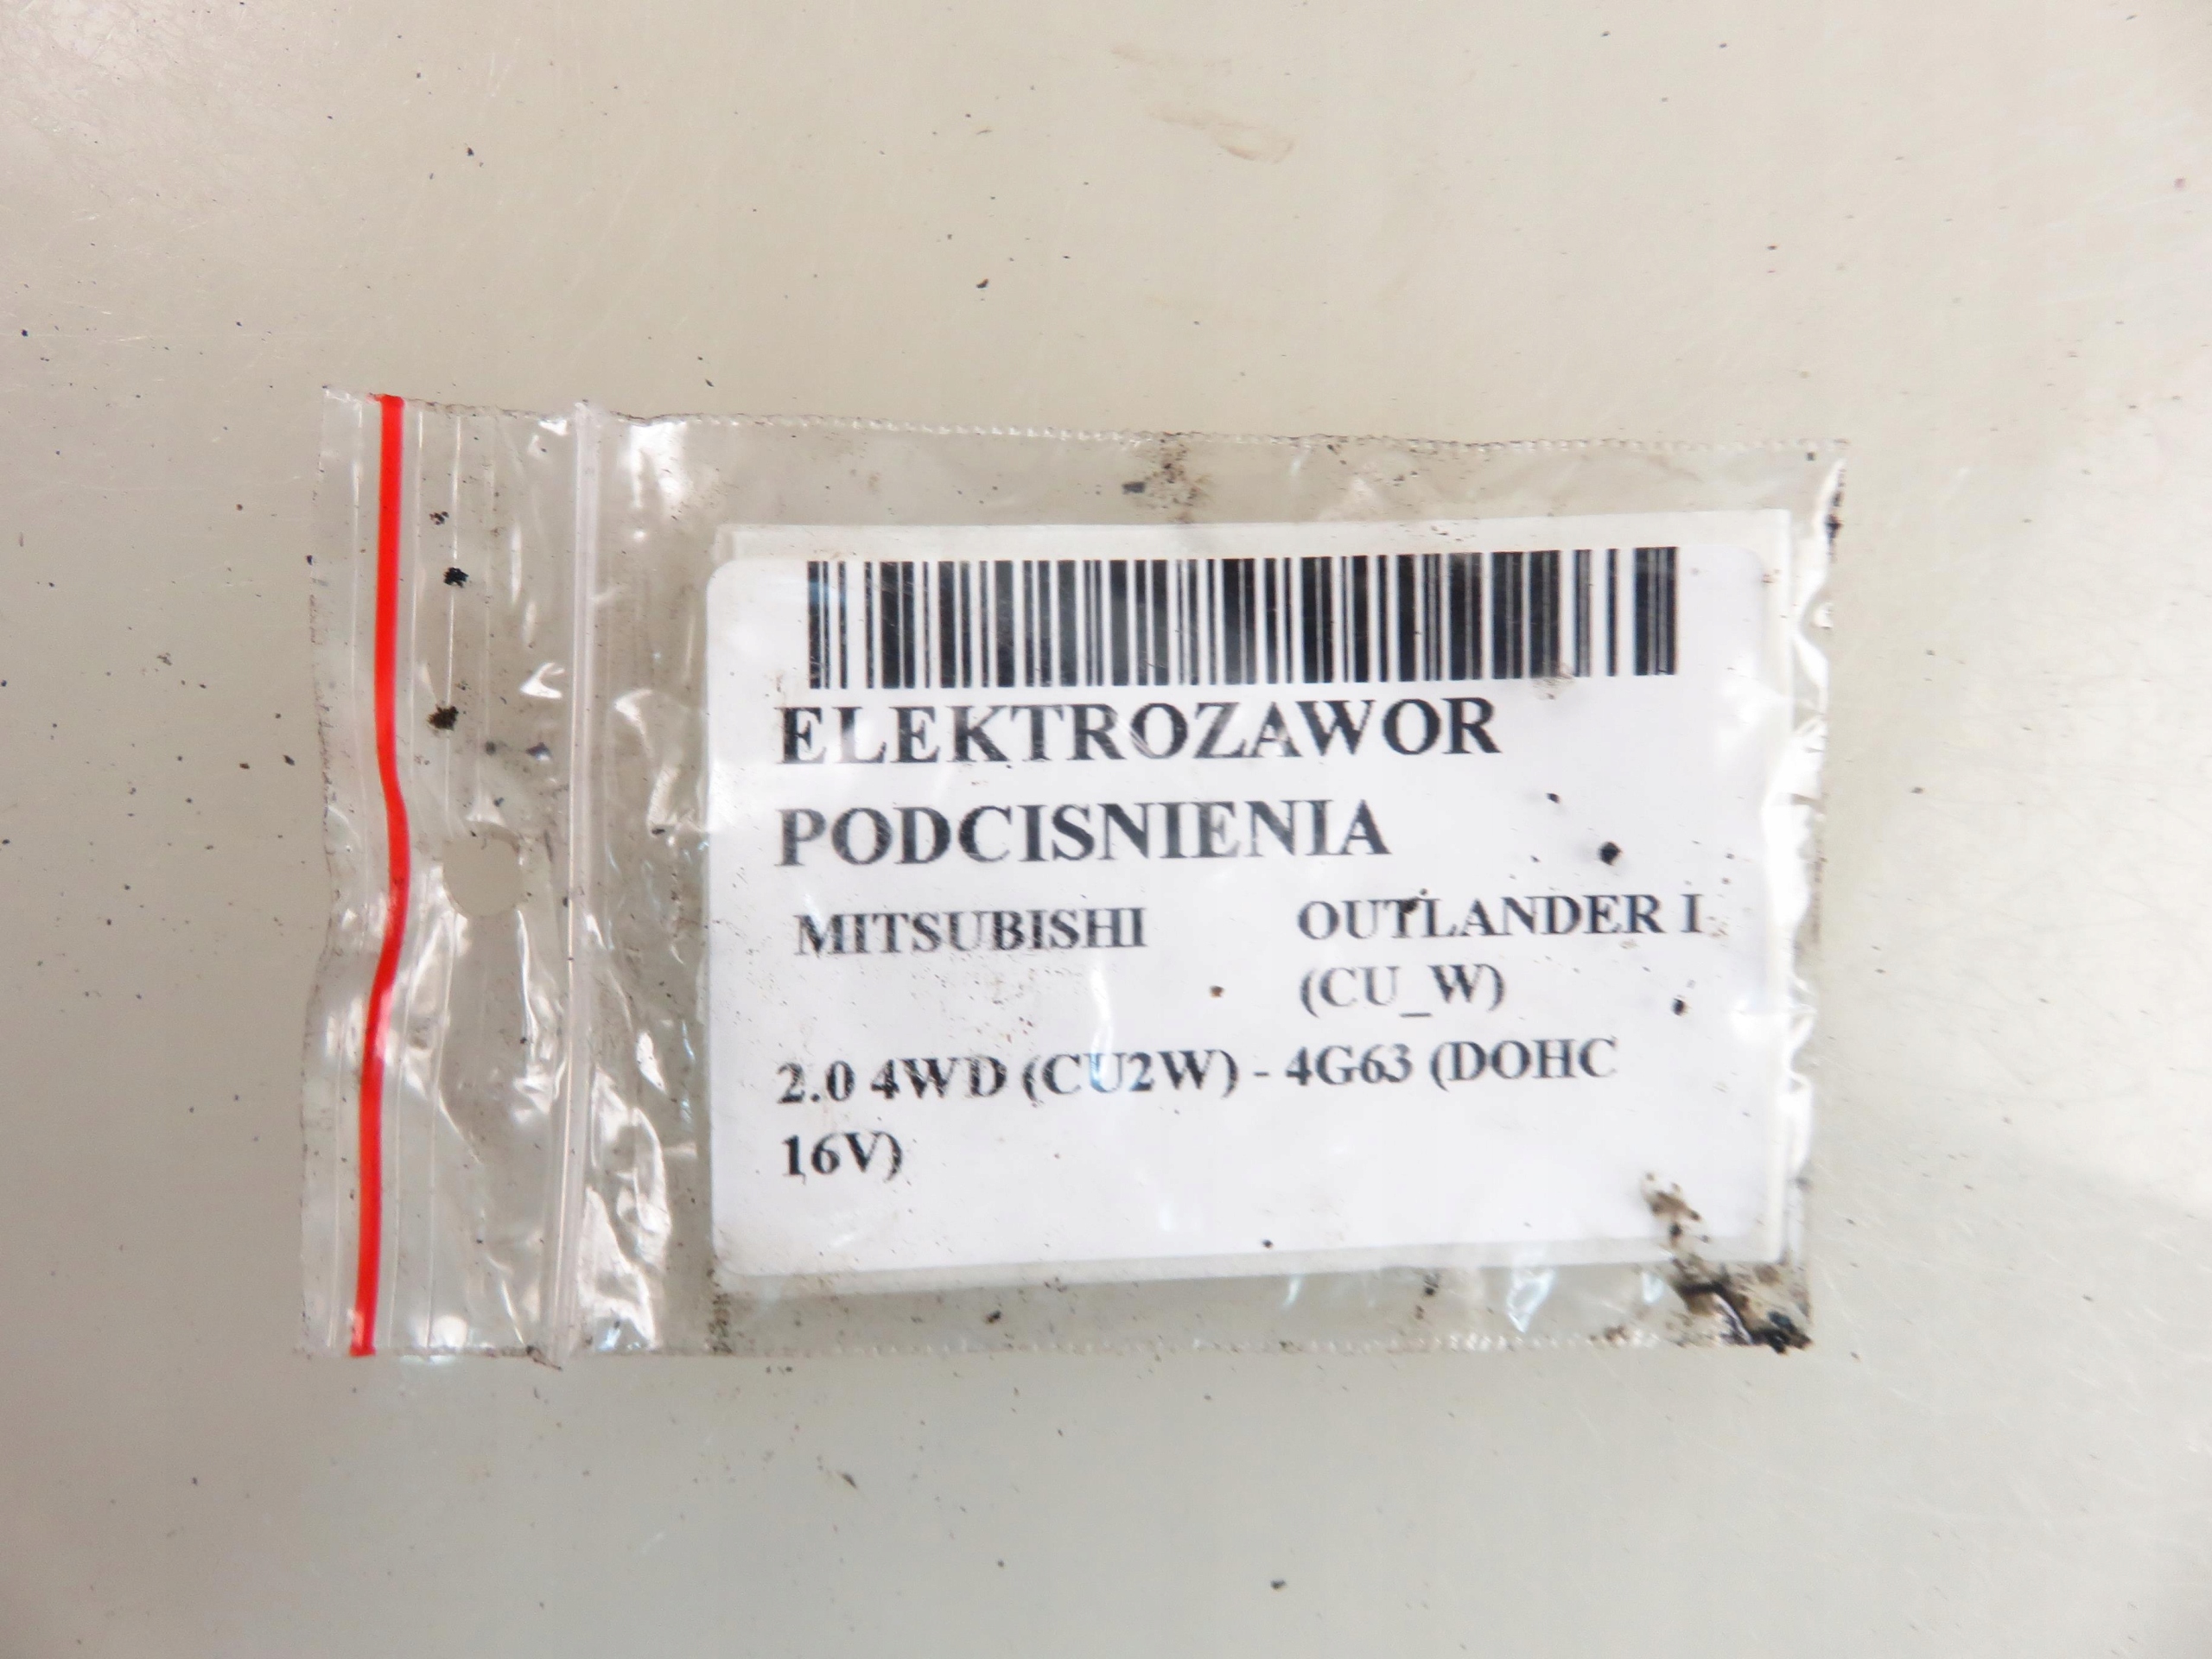 ELEKTROZAWOR
PODCISNIENIA
MITSUBISHI OUTLANDER I
(CU_W)
2.0 4WD (CU2W) - 4G63 (DOHC
16V)